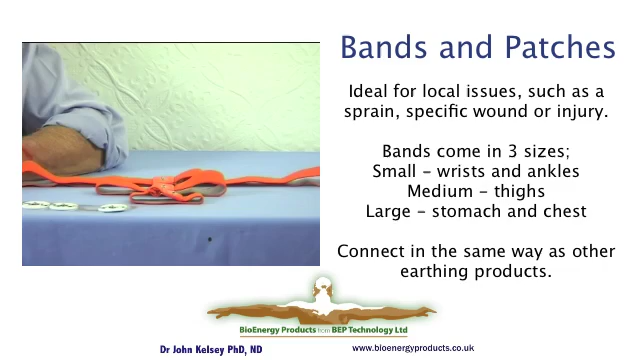 Bands and Patches
Ideal for local issues, such as a
sprain, specific wound or injury.
Bands come in 3 sizes;
Small – wrists and ankles
Medium – thighs
Large – stomach and chest
Connect in the same way as other
earthing products.
BioEnergy Products from BEP Technology Ltd
Dr John Kelsey PhD, ND
www.bioenergyproducts.co.uk